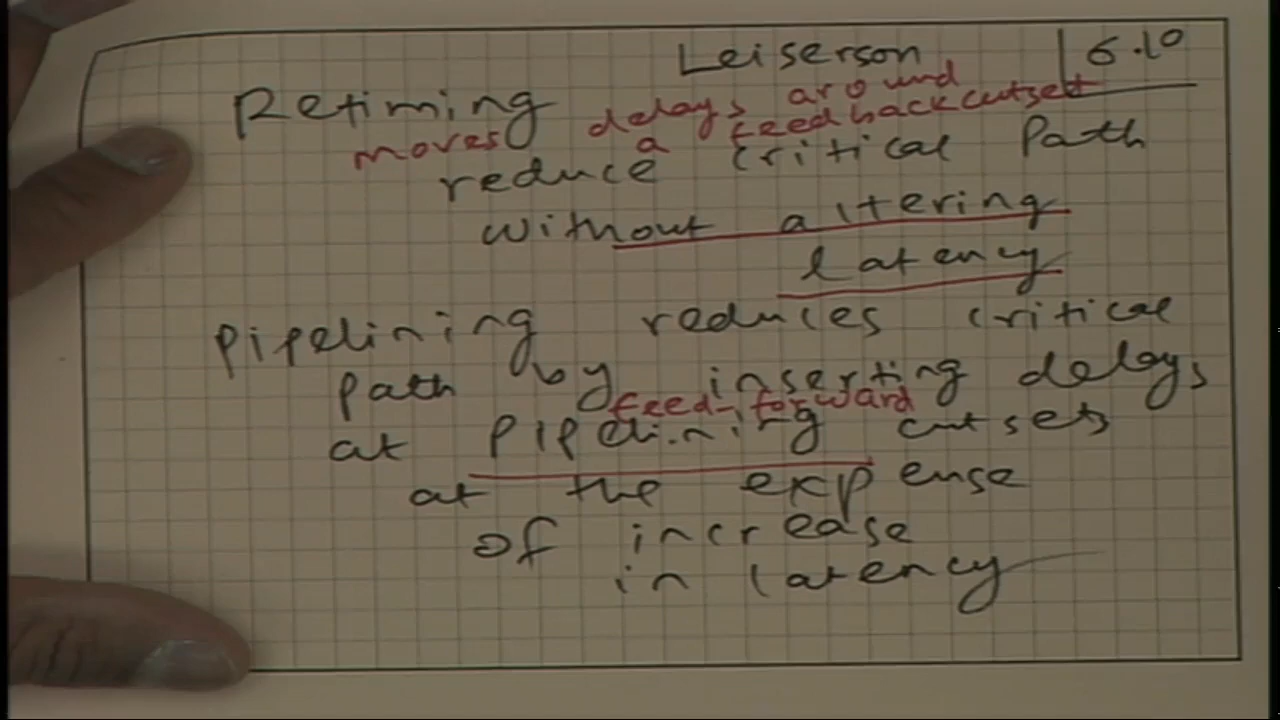 Leiserson 6.10
Retiming
moves delays around
a feedback cutset
reduce critical Path
without altering
latency
Pipelining reduces critical
Path by inserting delays
feed-forward
at Pipelining cutsets
at the expense
of increase
in latency